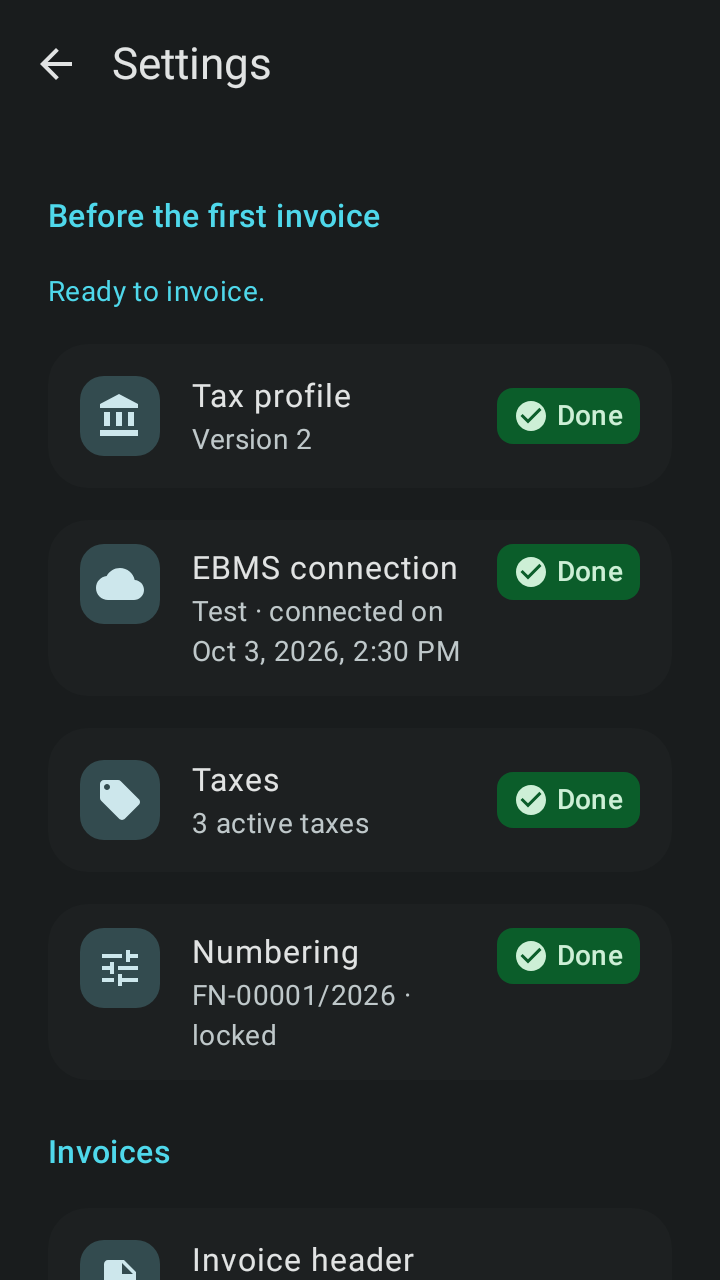 Settings
Before the first invoice
Ready to invoice.
Tax profile
Version 2
Done
EBMS connection
Test · connected on
Oct 3, 2026, 2:30 PM
Done
Taxes
3 active taxes
Done
Numbering
FN-00001/2026 ·
locked
Done
Invoices
Invoice header